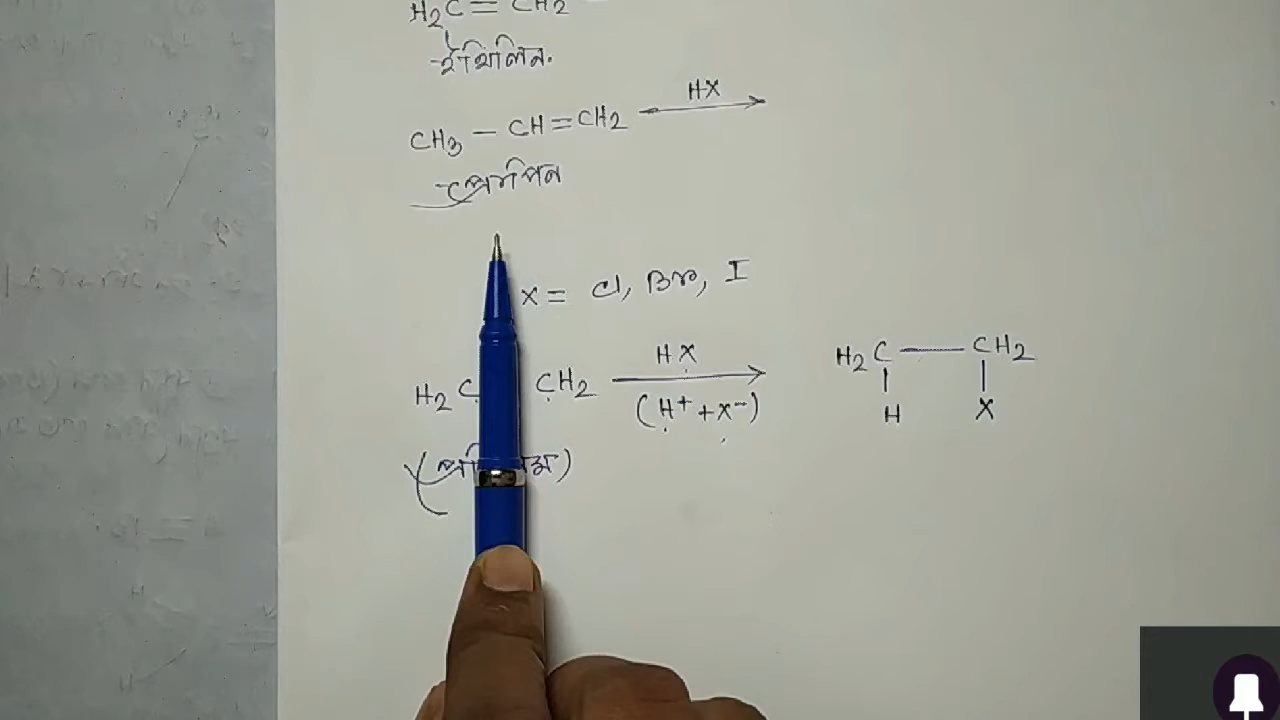 H₂C = CH₂
ইথিলিন.
CH₃ – CH = CH₂ HX→
প্রোপিন
X = Cl, Br, I
H₂C CH₂ HX→ (H⁺ + X⁻) H₂C — CH₂
H X